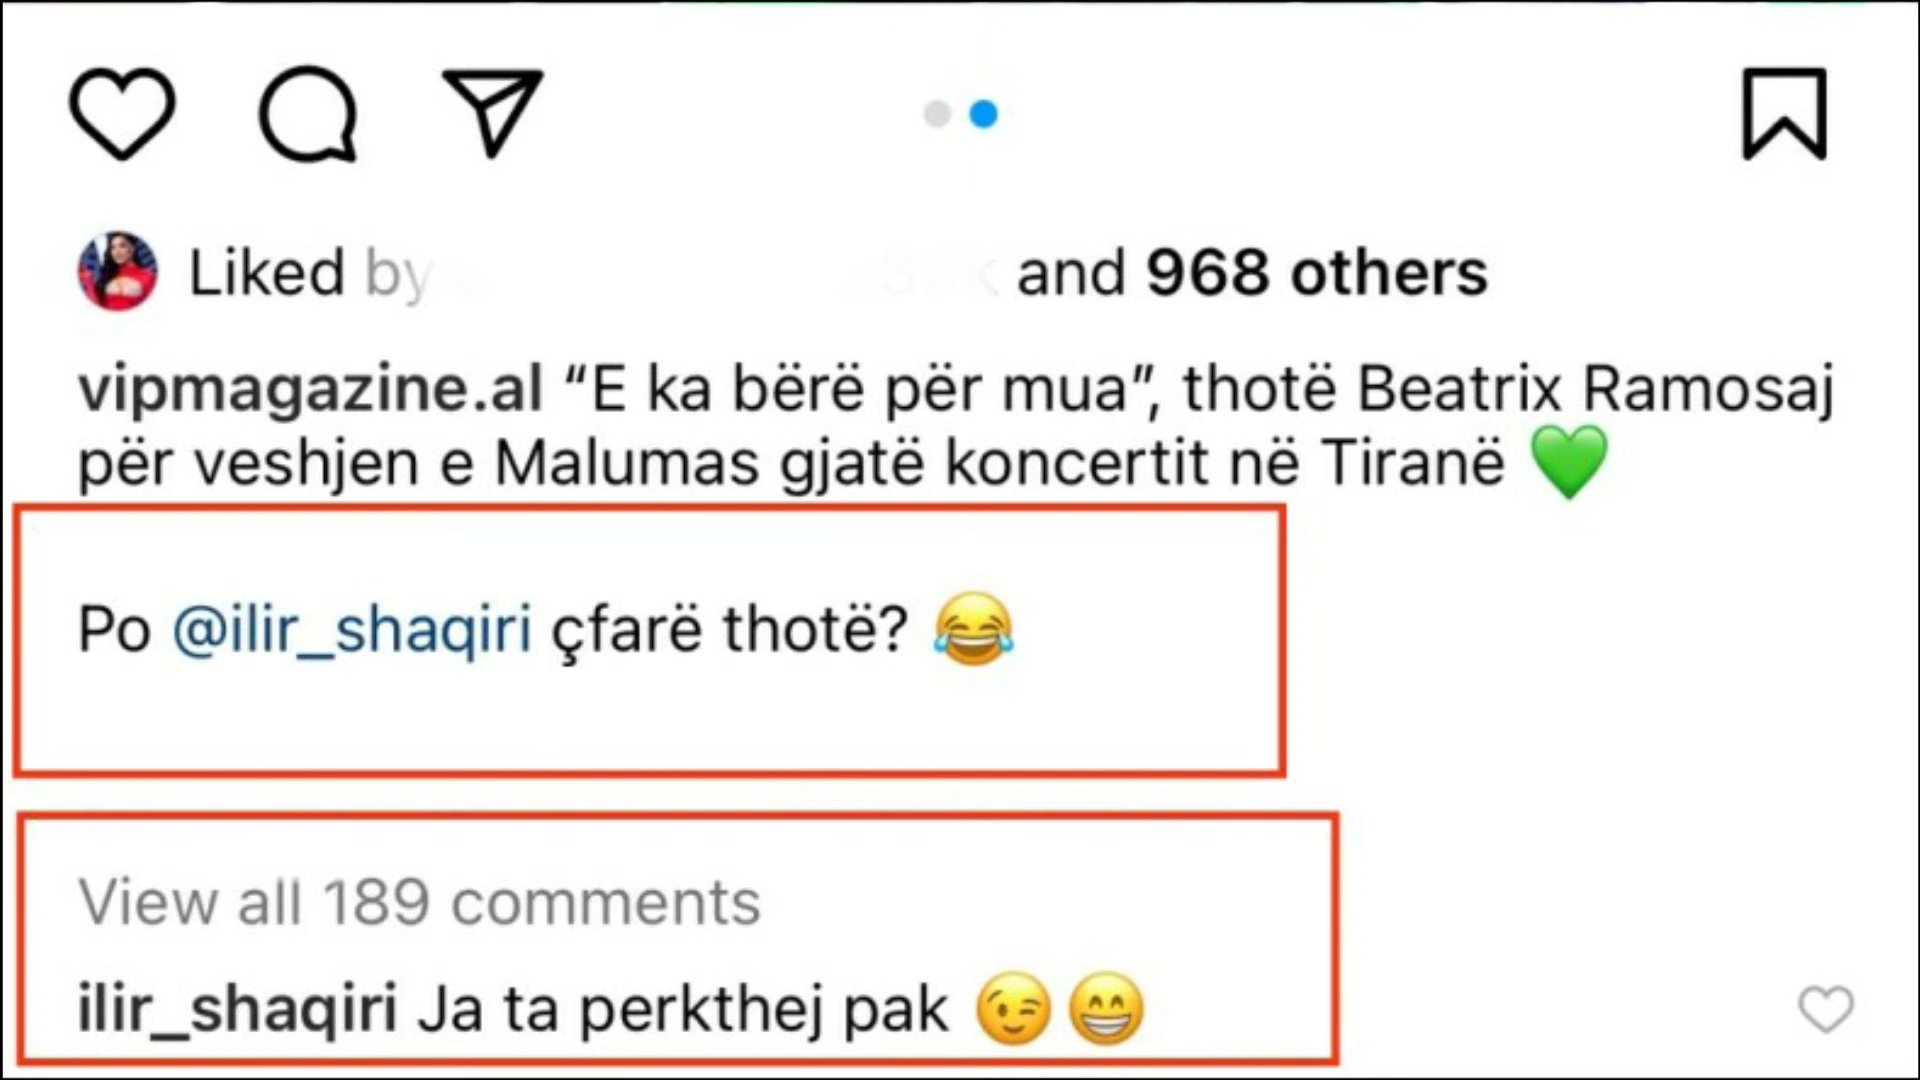 Liked by and 968 others
vipmagazine.al “E ka bërë për mua”, thotë Beatrix Ramosaj
për veshjen e Malumas gjatë koncertit në Tiranë 💚
Po @ilir_shaqiri çfarë thotë? 😂
View all 189 comments
ilir_shaqiri Ja ta perkthej pak 😉😁